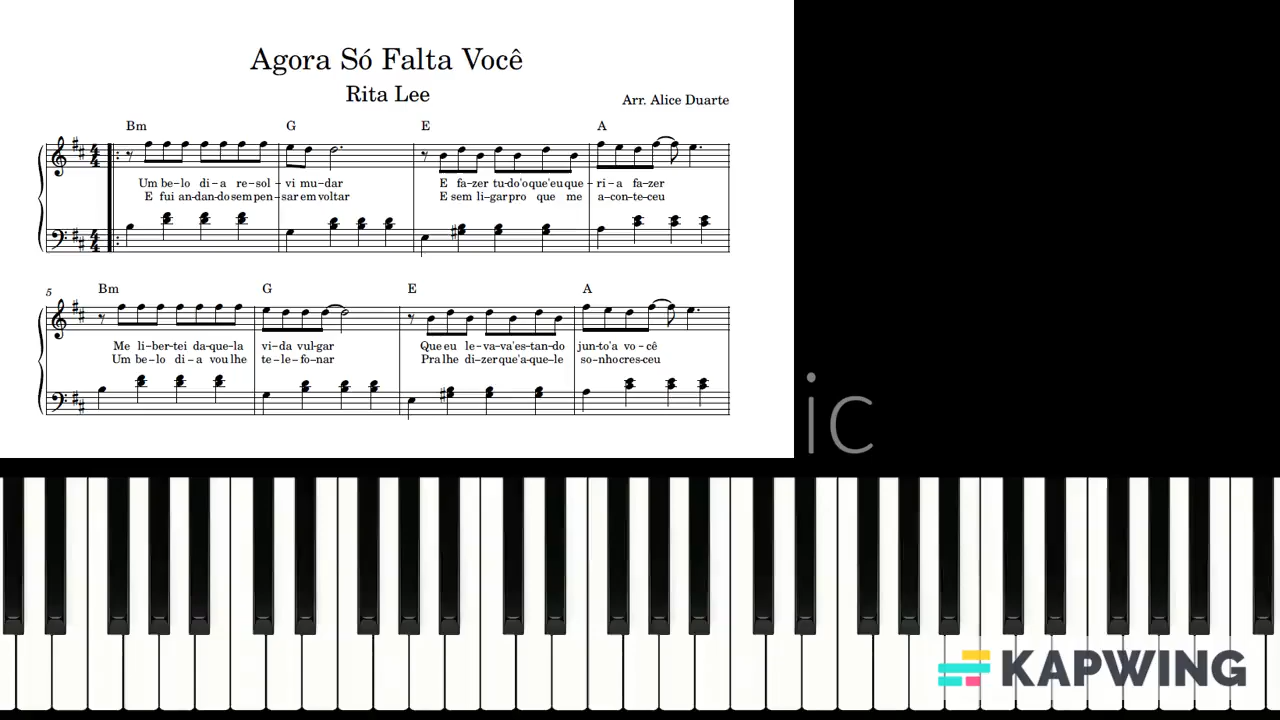 Agora Só Falta Você
Rita Lee
Arr. Alice Duarte
Bm G E A
Um be-lo di-a re-sol-vi mu-dar E fa-zer tu-do'o que'eu que-ri-a fa-zer
E fui an-dan-do sem pen-sar em voltar E sem li-gar pro que me a-con-te-ceu
5
Bm G E A
Me li-ber-tei da-que-la vi-da vul-gar Que eu le-va-va'es-tan-do jun-to'a vo-cê
Um be-lo di-a vou lhe te-le-fo-nar Pra lhe di-zer que'a-que-le so-nho cres-ceu
ic
KAPWING